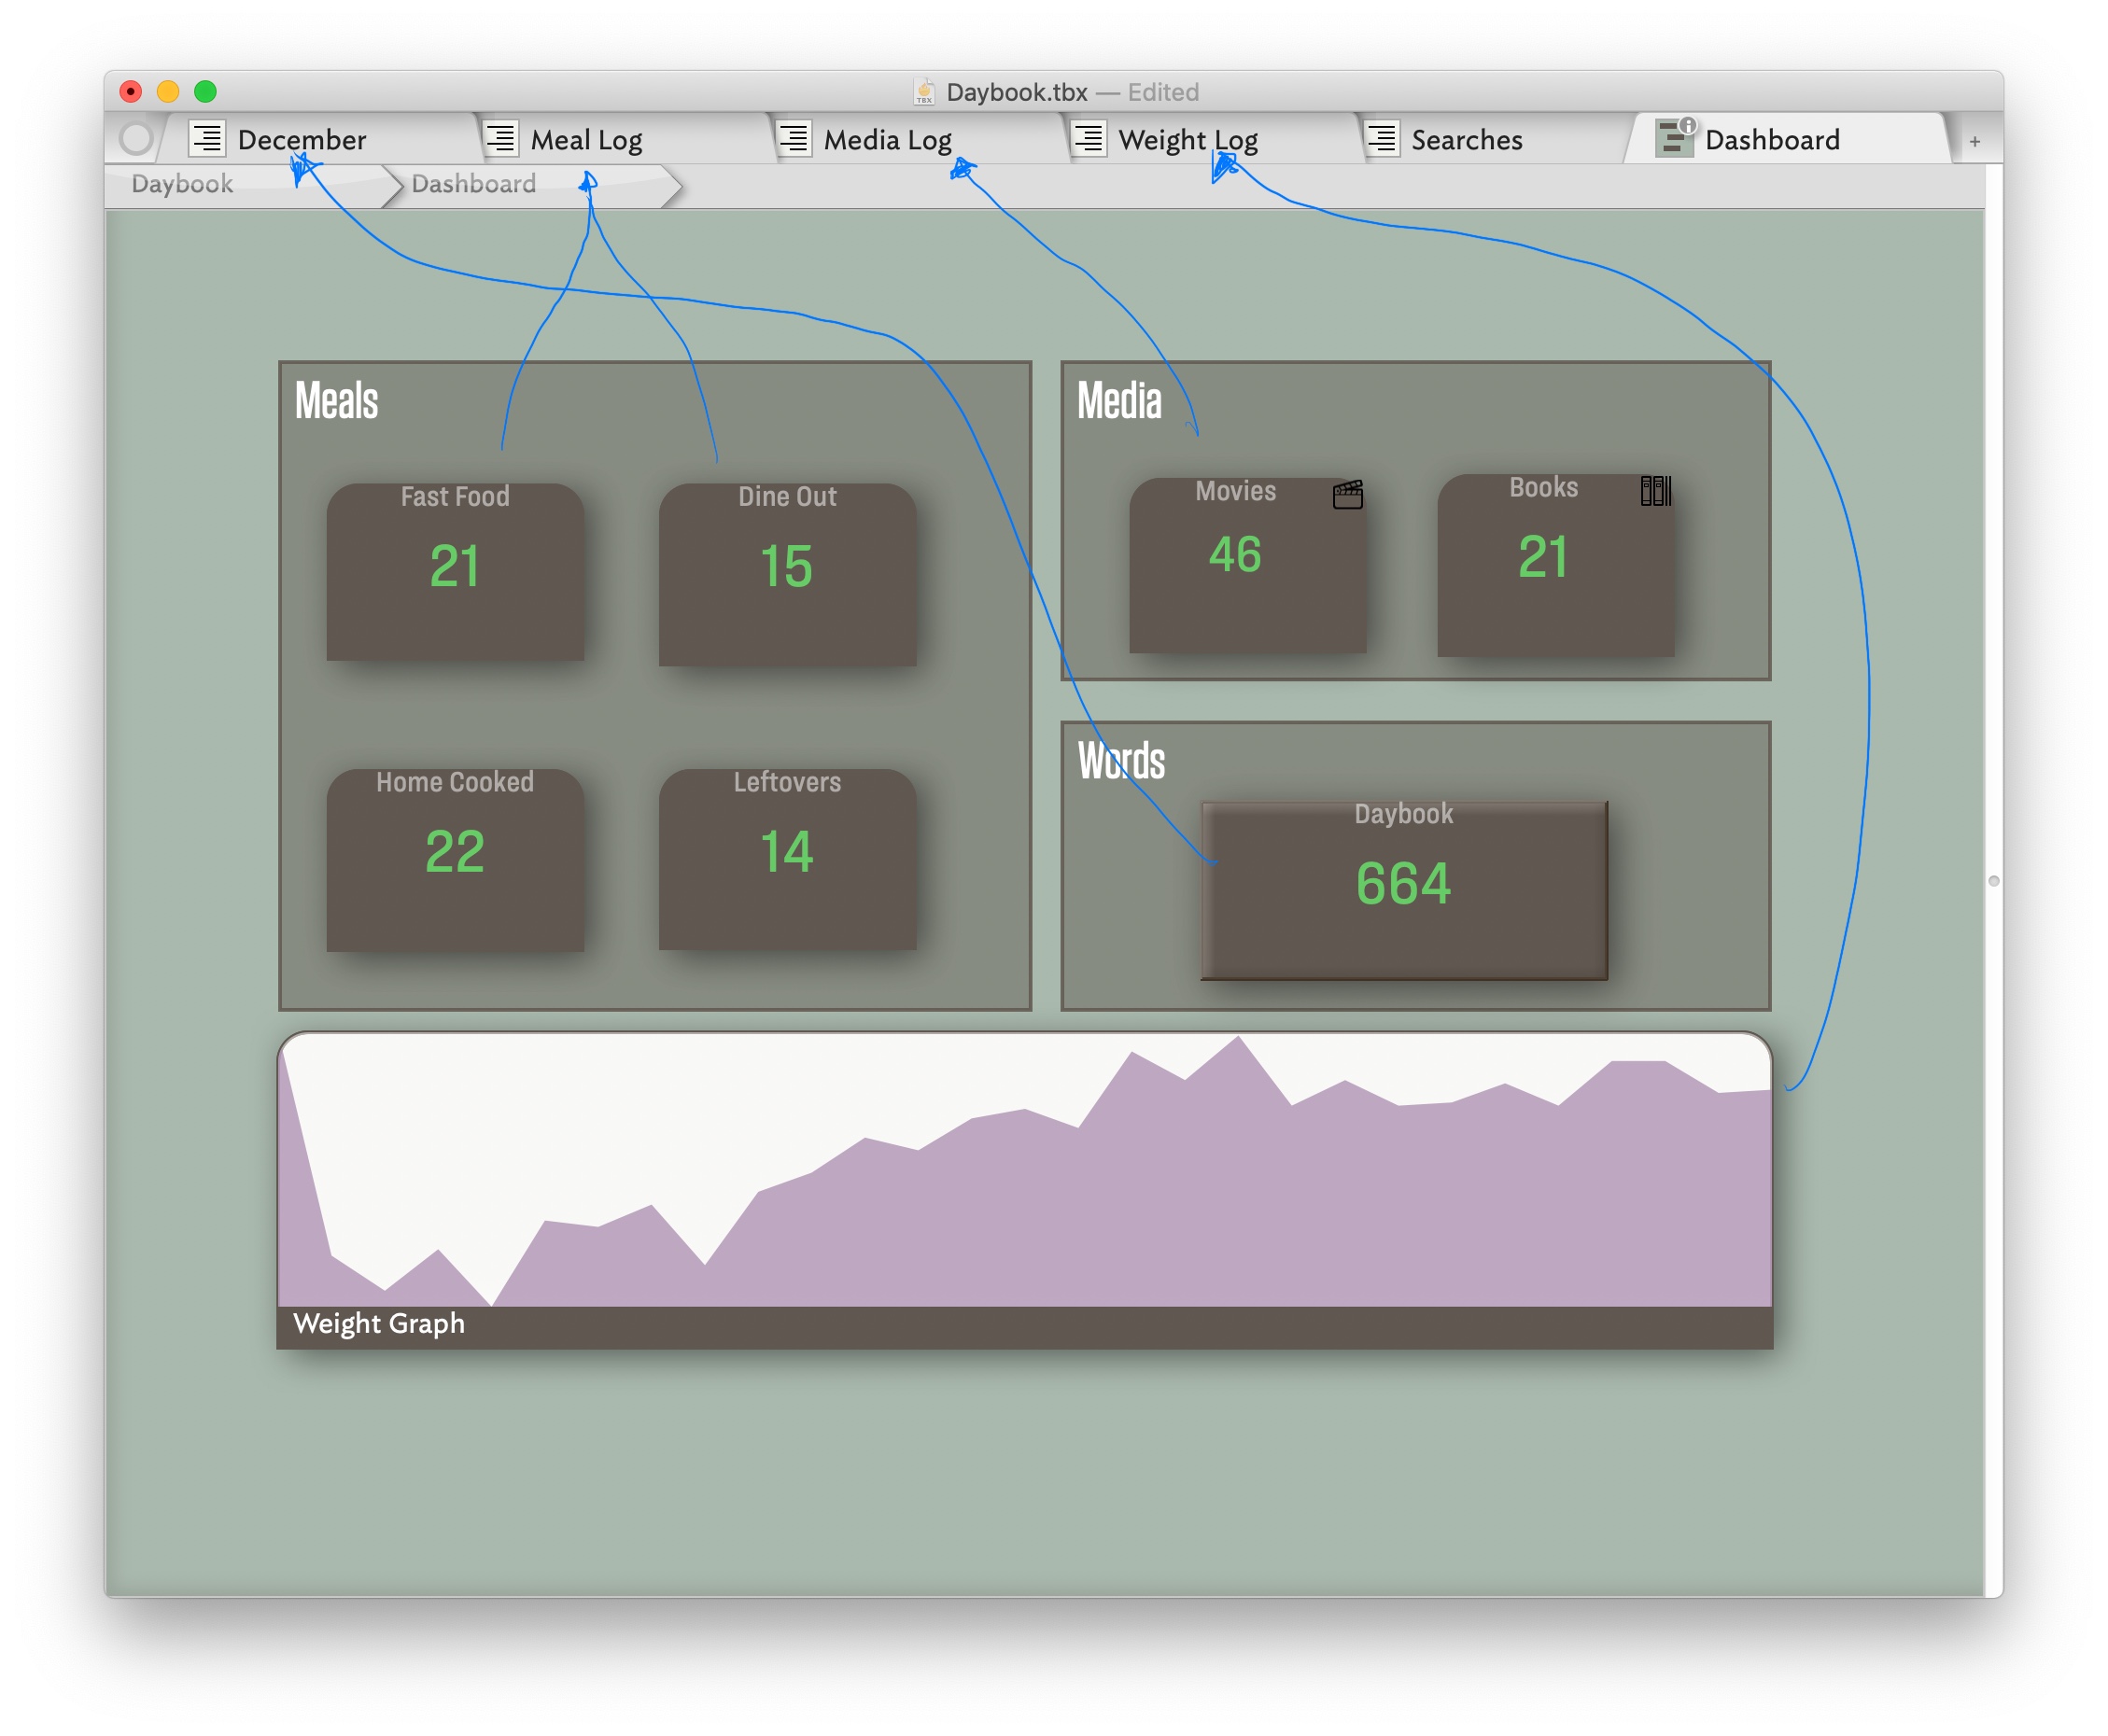 Daybook.tbx — Edited
December Meal Log Media Log Weight Log Searches Dashboard +
Daybook Dashboard
Meals
Fast Food Dine Out
21 15
Home Cooked Leftovers
22 14
Media
Movies Books
46 21
Words
Daybook
664
Weight Graph